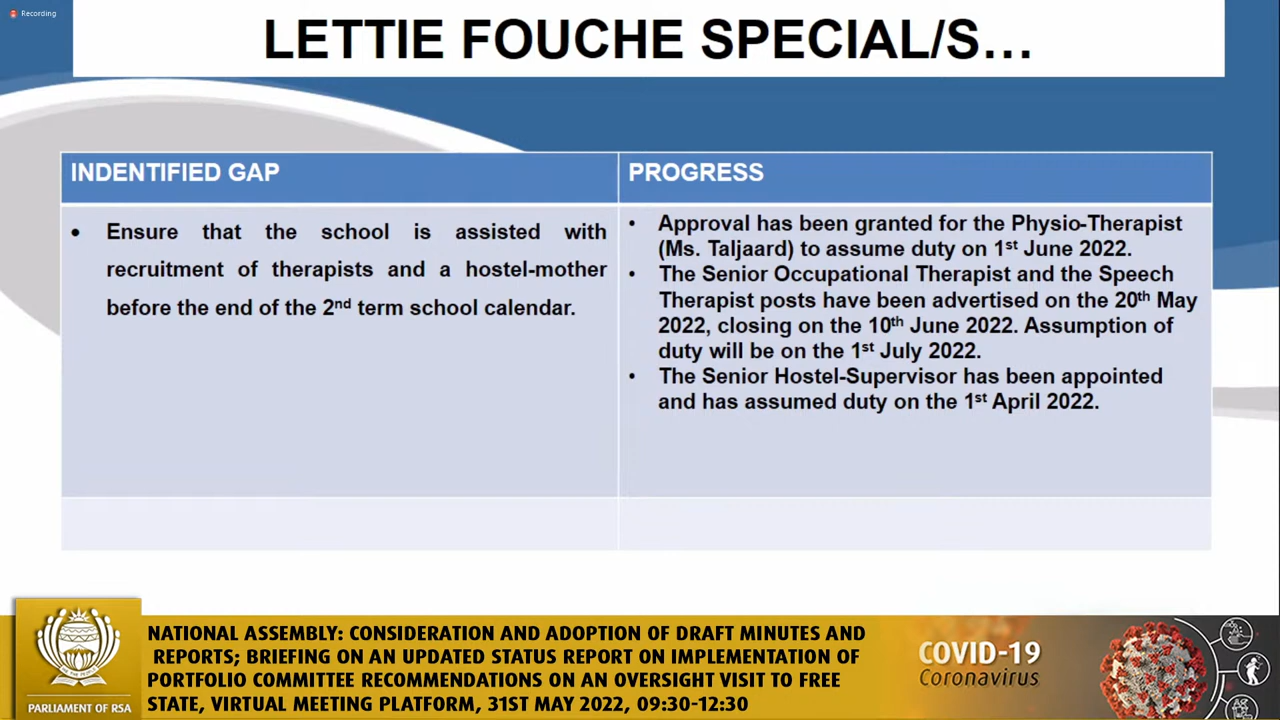 Recording
LETTIE FOUCHE SPECIAL/S…
INDENTIFIED GAP
PROGRESS
• Ensure that the school is assisted with
recruitment of therapists and a hostel-mother
before the end of the 2nd term school calendar.
• Approval has been granted for the Physio-Therapist
(Ms. Taljaard) to assume duty on 1st June 2022.
• The Senior Occupational Therapist and the Speech
Therapist posts have been advertised on the 20th May
2022, closing on the 10th June 2022. Assumption of
duty will be on the 1st July 2022.
• The Senior Hostel-Supervisor has been appointed
and has assumed duty on the 1st April 2022.
PARLIAMENT OF RSA
NATIONAL ASSEMBLY: CONSIDERATION AND ADOPTION OF DRAFT MINUTES AND
REPORTS; BRIEFING ON AN UPDATED STATUS REPORT ON IMPLEMENTATION OF
PORTFOLIO COMMITTEE RECOMMENDATIONS ON AN OVERSIGHT VISIT TO FREE
STATE, VIRTUAL MEETING PLATFORM, 31ST MAY 2022, 09:30-12:30
COVID-19
Coronavirus